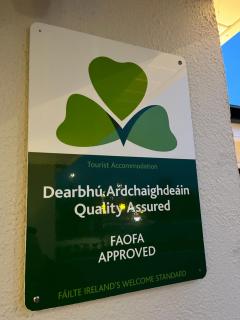 Tourist Accommodation
Dearbhú Ardchaighdeáin
Quality Assured
FAOFA
APPROVED
FÁILTE IRELAND'S WELCOME STANDARD